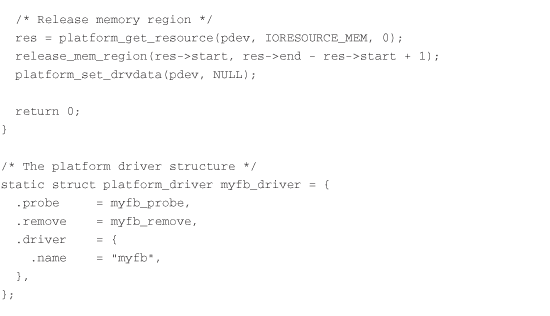 /* Release memory region */
res = platform_get_resource(pdev, IORESOURCE_MEM, 0);
release_mem_region(res->start, res->end - res->start + 1);
platform_set_drvdata(pdev, NULL);
return 0;
}
/* The platform driver structure */
static struct platform_driver myfb_driver = {
.probe = myfb_probe,
.remove = myfb_remove,
.driver = {
.name = "myfb",
},
};